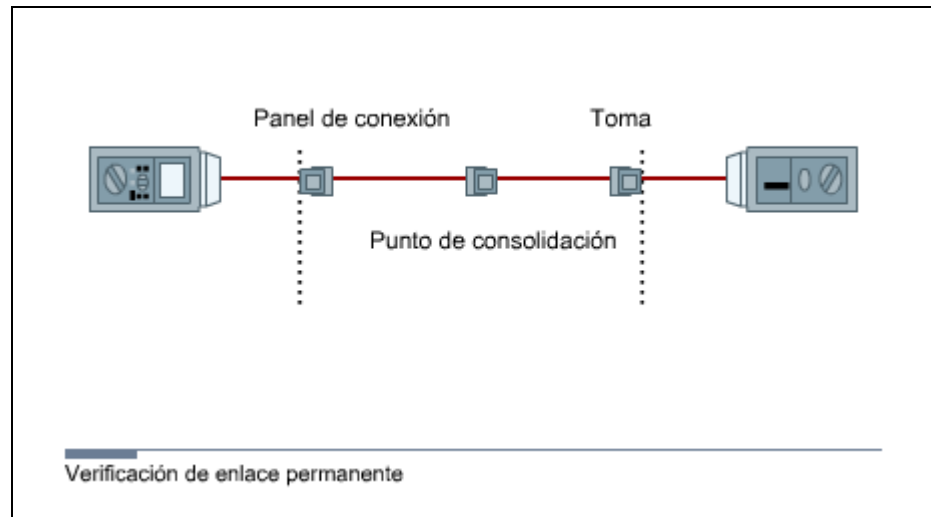 Panel de conexión
Toma
Punto de consolidación
Verificación de enlace permanente